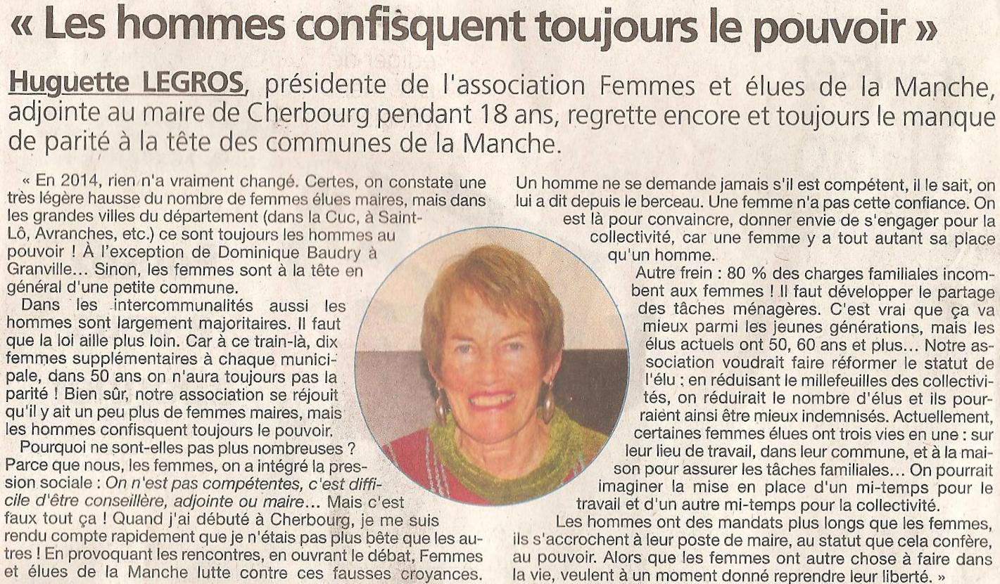 « Les hommes confisquent toujours le pouvoir »
Huguette LEGROS, présidente de l'association Femmes et élues de la Manche,
adjointe au maire de Cherbourg pendant 18 ans, regrette encore et toujours le manque
de parité à la tête des communes de la Manche.
« En 2014, rien n'a vraiment changé. Certes, on constate une
très légère hausse du nombre de femmes élues maires, mais dans
les grandes villes du département (dans la Cuc, à Saint-
Lô, Avranches, etc.) ce sont toujours les hommes au
pouvoir ! À l'exception de Dominique Baudry à
Granville... Sinon, les femmes sont à la tête en
général d'une petite commune.
Dans les intercommunalités aussi les
hommes sont largement majoritaires. Il faut
que la loi aille plus loin. Car à ce train-là, dix
femmes supplémentaires à chaque munici-
pale, dans 50 ans on n'aura toujours pas la
parité ! Bien sûr, notre association se réjouit
qu'il y ait un peu plus de femmes maires, mais
les hommes confisquent toujours le pouvoir.
Pourquoi ne sont-elles pas plus nombreuses ?
Parce que nous, les femmes, on a intégré la pres-
sion sociale : On n'est pas compétentes, c'est diffi-
cile d'être conseillère, adjointe ou maire... Mais c'est
faux tout ça ! Quand j'ai débuté à Cherbourg, je me suis
rendu compte rapidement que je n'étais pas plus bête que les au-
tres ! En provoquant les rencontres, en ouvrant le débat, Femmes
et élues de la Manche lutte contre ces fausses croyances.
Un homme ne se demande jamais s'il est compétent, il le sait, on
lui a dit depuis le berceau. Une femme n'a pas cette confiance. On
est là pour convaincre, donner envie de s'engager pour la
collectivité, car une femme y a tout autant sa place
qu'un homme.
Autre frein : 80 % des charges familiales incom-
bent aux femmes ! Il faut développer le partage
des tâches ménagères. C'est vrai que ça va
mieux parmi les jeunes générations, mais les
élus actuels ont 50, 60 ans et plus... Notre as-
sociation voudrait faire réformer le statut de
l'élu : en réduisant le millefeuilles des collectivi-
tés, on réduirait le nombre d'élus et ils pour-
raient ainsi être mieux indemnisés. Actuellement,
certaines femmes élues ont trois vies en une : sur
leur lieu de travail, dans leur commune, et à la mai-
son pour assurer les tâches familiales... On pourrait
imaginer la mise en place d'un mi-temps pour le
travail et d'un autre mi-temps pour la collectivité.
Les hommes ont des mandats plus longs que les femmes,
ils s'accrochent à leur poste de maire, au statut que cela confère,
au pouvoir. Alors que les femmes ont autre chose à faire dans
la vie, veulent à un moment donné reprendre leur liberté. »